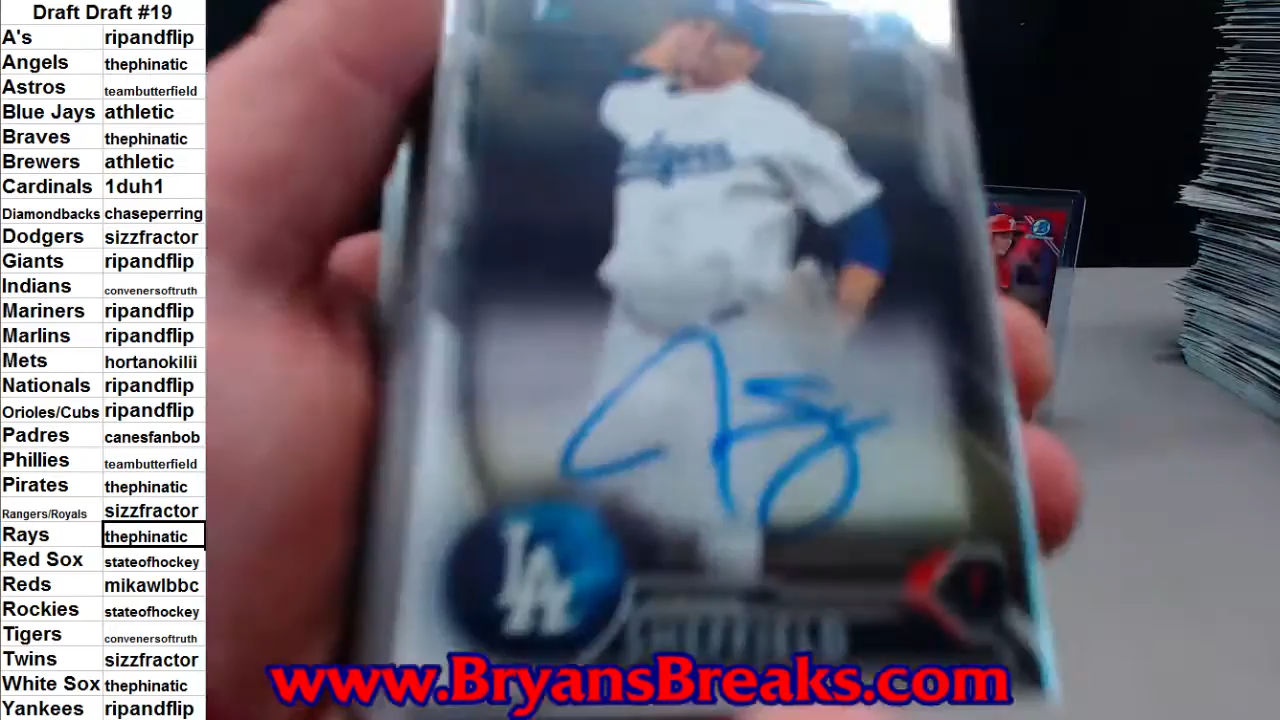 Draft Draft #19
A's ripandflip
Angels thephinatic
Astros teambutterfield
Blue Jays athletic
Braves thephinatic
Brewers athletic
Cardinals 1duh1
Diamondbacks chaseperring
Dodgers sizzfractor
Giants ripandflip
Indians convenersoftruth
Mariners ripandflip
Marlins ripandflip
Mets hortanokilii
Nationals ripandflip
Orioles/Cubs ripandflip
Padres canesfanbob
Phillies teambutterfield
Pirates thephinatic
Rangers/Royals sizzfractor
Rays thephinatic
Red Sox stateofhockey
Reds mikawlbbc
Rockies stateofhockey
Tigers convenersoftruth
Twins sizzfractor
White Sox thephinatic
Yankees ripandflip
LA
SHEFFIELD
www.BryansBreaks.com